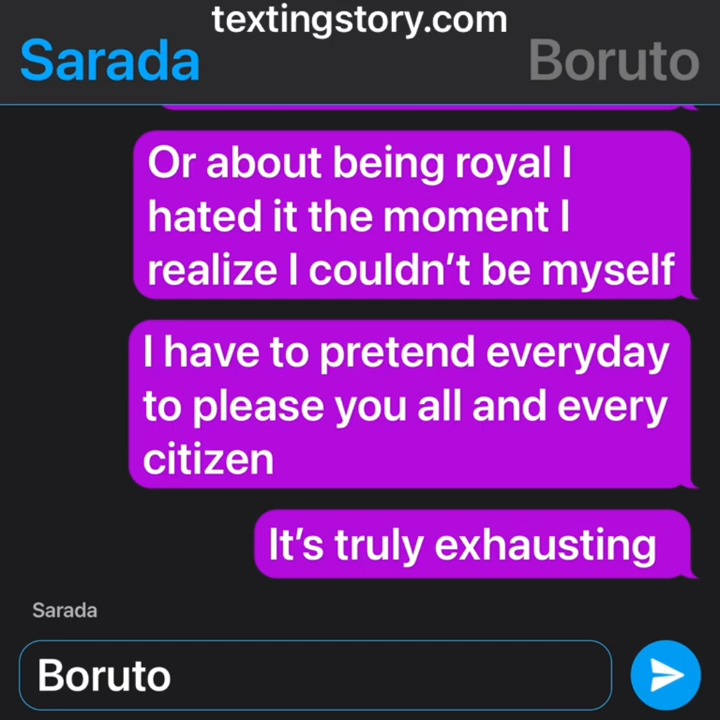 textingstory.com
Sarada Boruto
Or about being royal I
hated it the moment I
realize I couldn’t be myself
I have to pretend everyday
to please you all and every
citizen
It’s truly exhausting
Sarada
Boruto